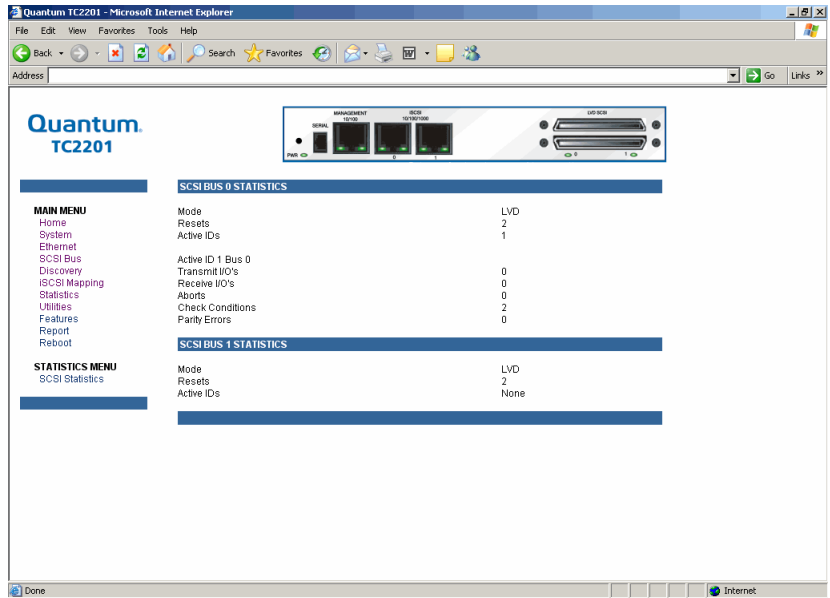 Quantum TC2201 - Microsoft Internet Explorer
File Edit View Favorites Tools Help
Back Search Favorites
Address Go Links »
Quantum.
TC2201
MANAGEMENT
10/100
ISCSI
10/100/1000
SERIAL
LVD SCSI
PWR 0 1 0 1
SCSI BUS 0 STATISTICS
Mode LVD
Resets 2
Active IDs 1
Active ID 1 Bus 0
Transmit I/O's 0
Receive I/O's 0
Aborts 0
Check Conditions 2
Parity Errors 0
SCSI BUS 1 STATISTICS
Mode LVD
Resets 2
Active IDs None
MAIN MENU
Home
System
Ethernet
SCSI Bus
Discovery
iSCSI Mapping
Statistics
Utilities
Features
Report
Reboot
STATISTICS MENU
SCSI Statistics
Done Internet